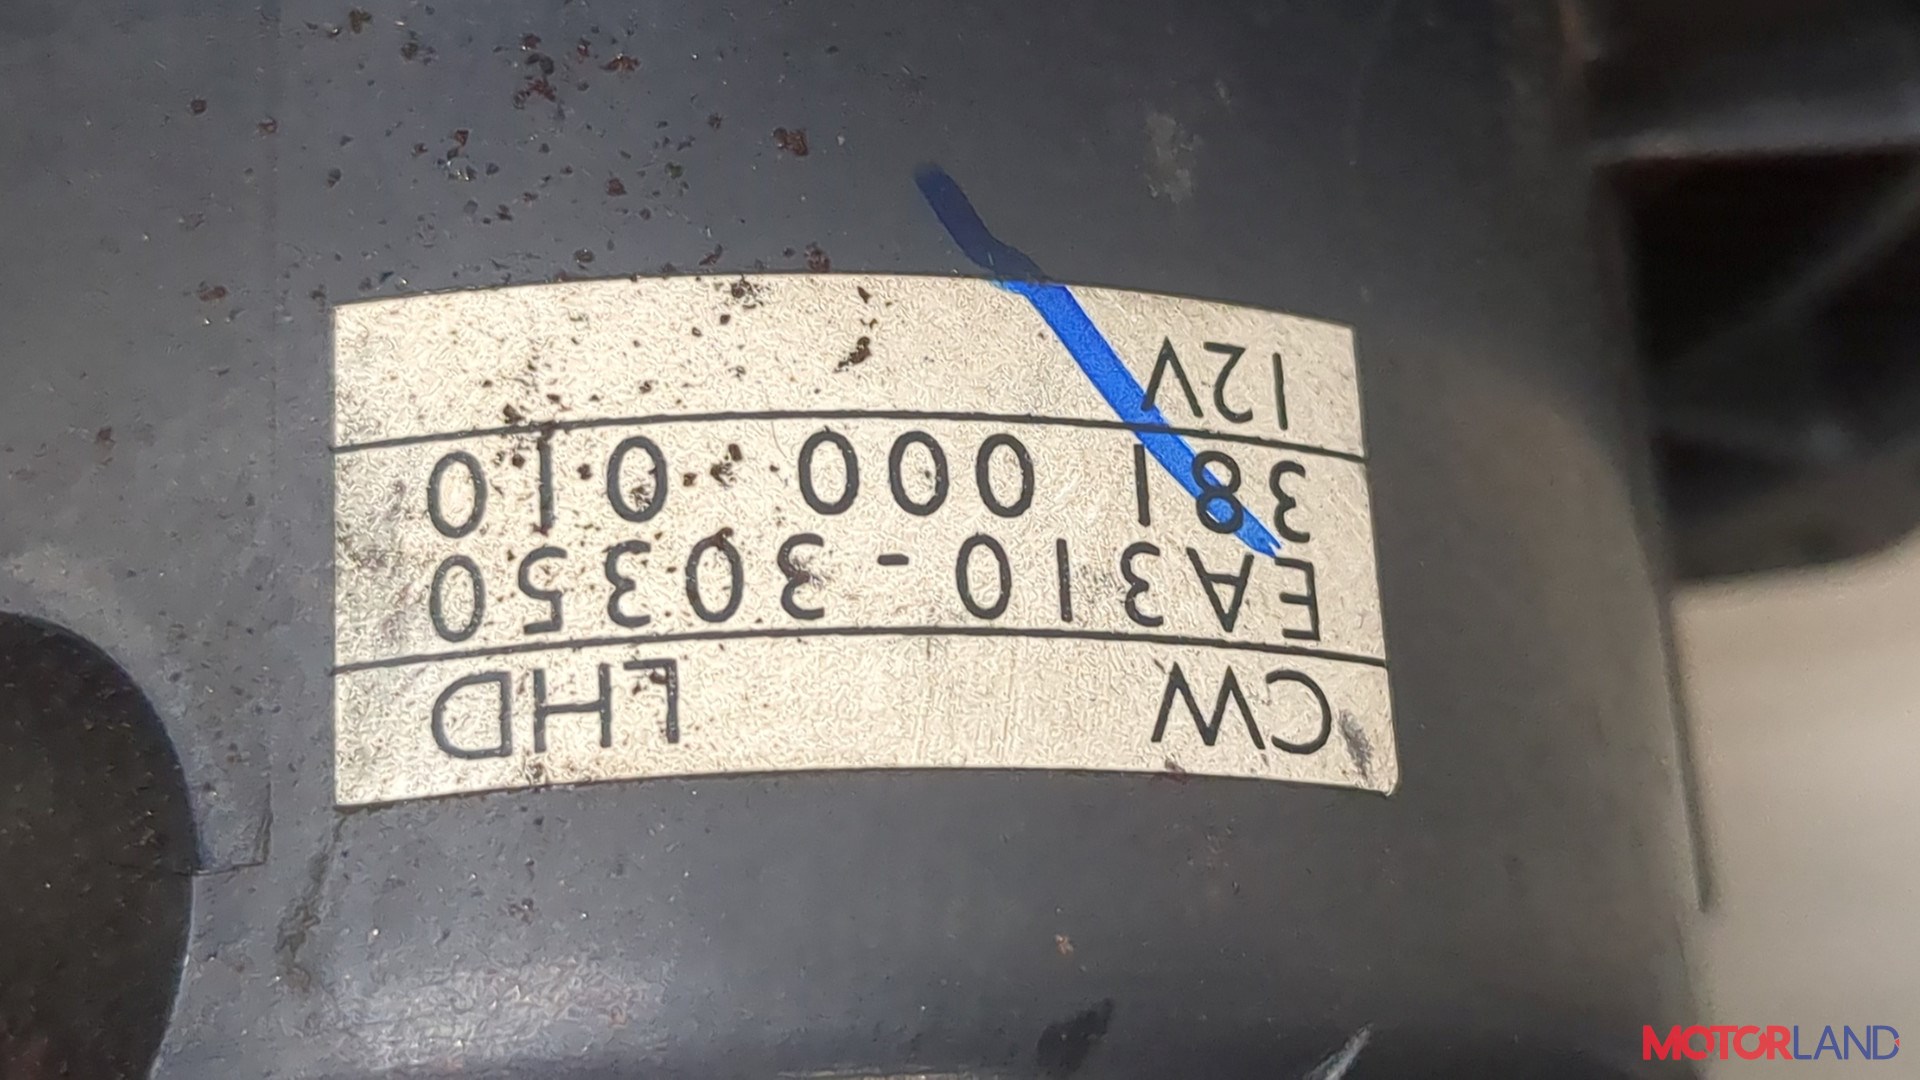 CW LHD
EA310-30350
381 000 010
12V
MOTORLAND